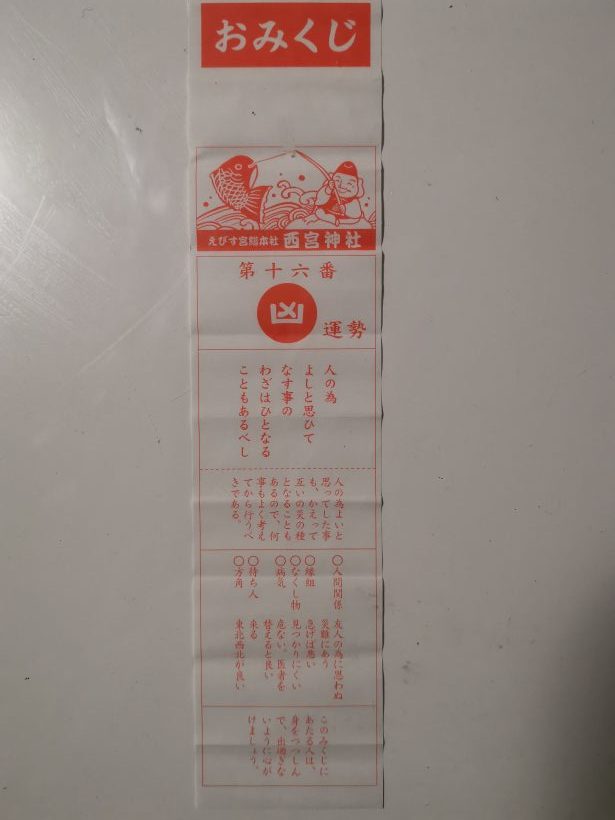 おみくじ
えびす宮総本社 西宮神社
第十六番
凶
運勢
人の為
よしと思ひて
なす事の
わざはひとなる
こともあるべし
人の為よいと
思ってした事
も、かえって
互いの災の種
となることも
あるので、何
事もよく考え
てから行うべ
きである。
○人間関係 友人の為に思わぬ
災難にあう
○縁組 急げば悪い
○なくし物 見つかりにくい
○病気 危ない、医者を
替えると良い
○待ち人 来る
○方角 東北西北が良い
このみくじに
あたる人は、
身をつつしん
で、出過ぎな
いように心が
けましょう。